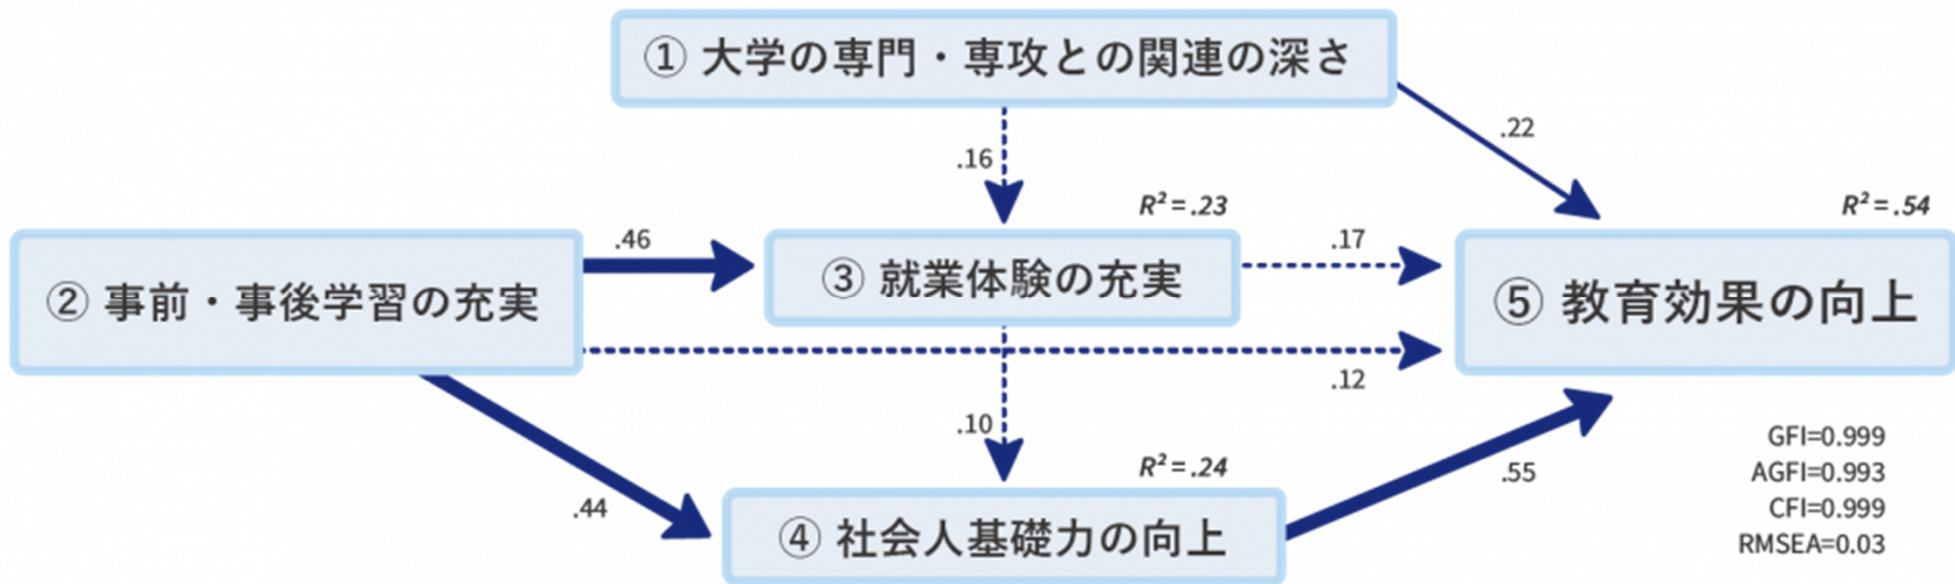 ① 大学の専門・専攻との関連の深さ
.22
.16
R²=.23
R²=.54
.46
.17
② 事前・事後学習の充実
③ 就業体験の充実
⑤ 教育効果の向上
.12
.10
GFI=0.999
R²=.24
AGFI=0.993
.55
.44
CFI=0.999
④ 社会人基礎力の向上
RMSEA=0.03